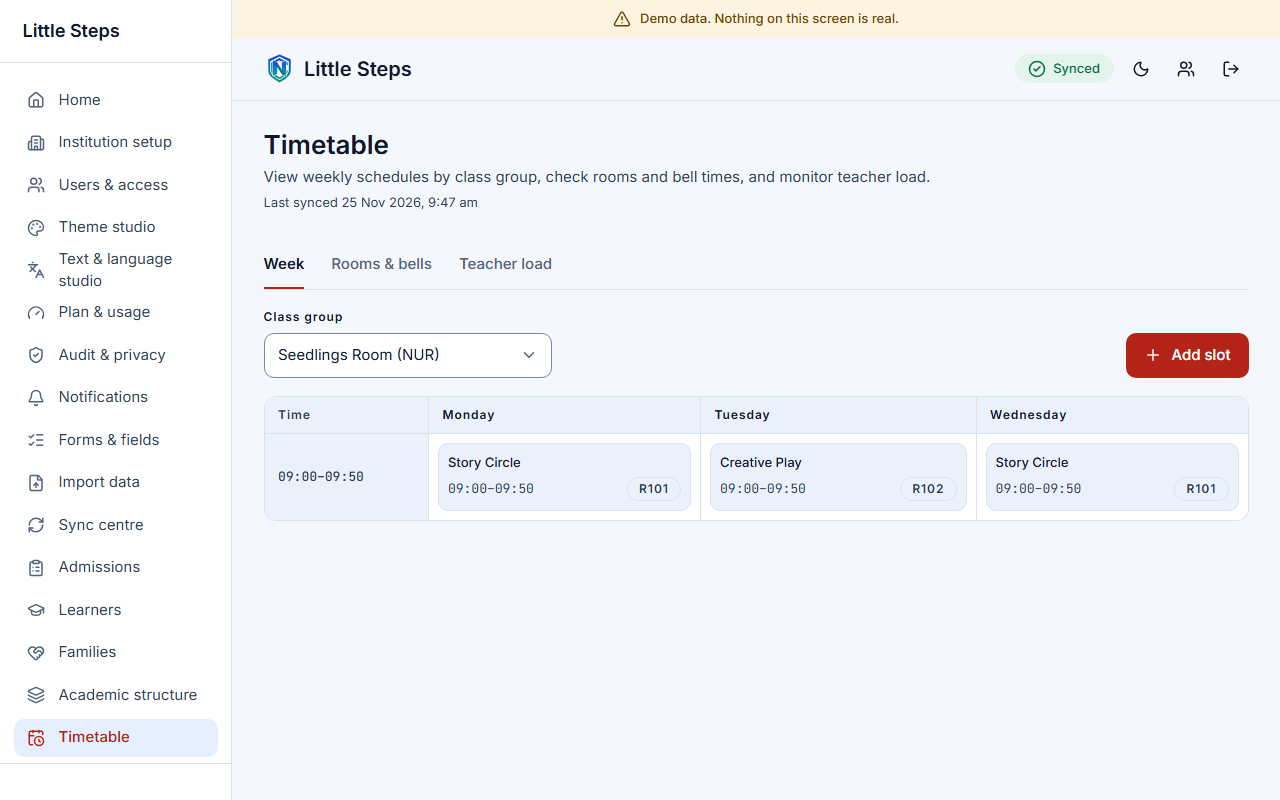 Little Steps
Home
Institution setup
Users & access
Theme studio
Text & language
studio
Plan & usage
Audit & privacy
Notifications
Forms & fields
Import data
Sync centre
Admissions
Learners
Families
Academic structure
Timetable
Demo data. Nothing on this screen is real.
Little Steps
Synced
Timetable
View weekly schedules by class group, check rooms and bell times, and monitor teacher load.
Last synced 25 Nov 2026, 9:47 am
Week Rooms & bells Teacher load
Class group
Seedlings Room (NUR)
Add slot
Time Monday Tuesday Wednesday
09:00–09:50
Story Circle
09:00–09:50 R101
Creative Play
09:00–09:50 R102
Story Circle
09:00–09:50 R101